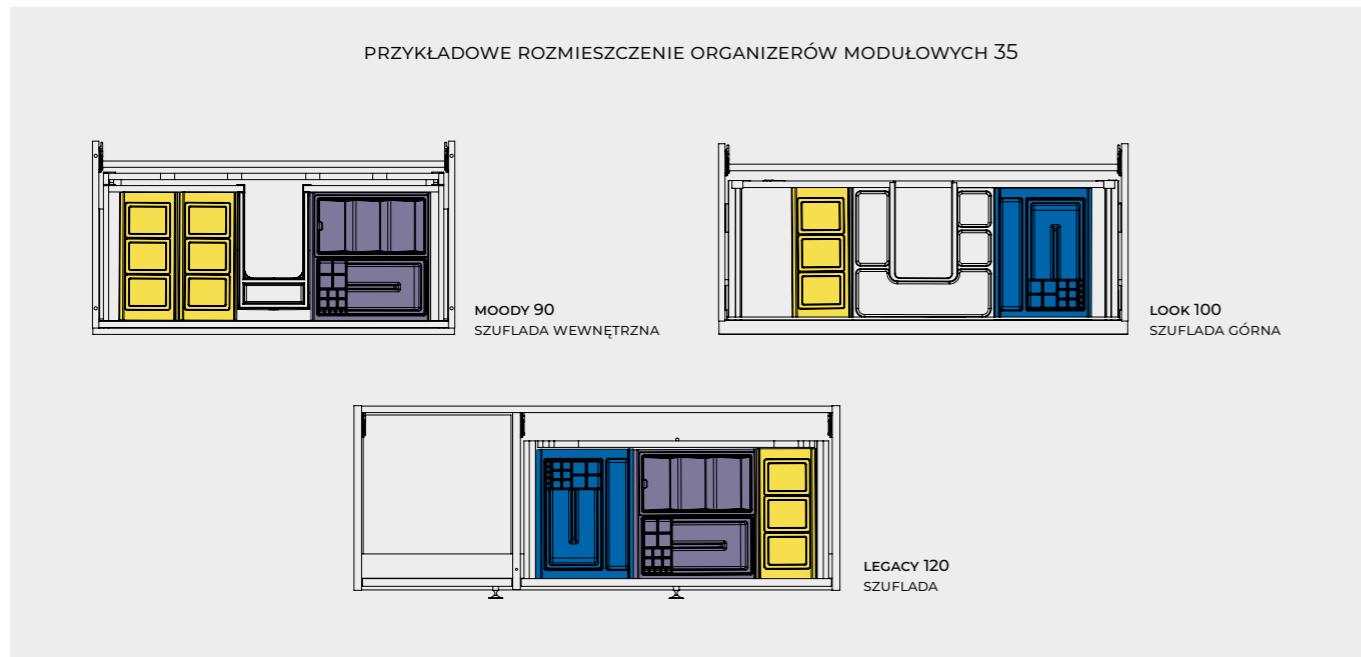 PRZYKŁADOWE ROZMIESZCZENIE ORGANIZERÓW MODUŁOWYCH 35
MOODY 90
SZUFLADA WEWNĘTRZNA
LOOK 100
SZUFLADA GÓRNA
LEGACY 120
SZUFLADA